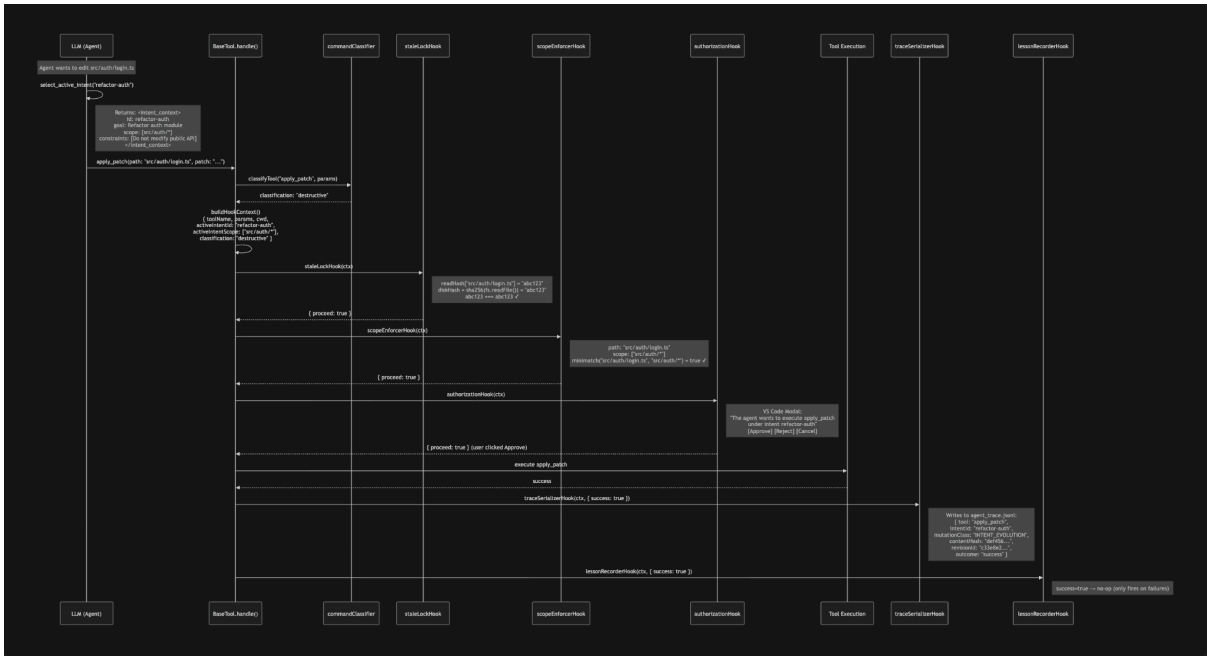 LLM (Agent)
BaseTool.handle()
commandClassifier
staleLockHook
scopeEnforcerHook
authorizationHook
Tool Execution
traceSerializerHook
lessonRecorderHook
Agent wants to edit src/auth/login.ts
select_active_intent("refactor-auth")
Returns: <intent_context>
id: refactor-auth
goal: Refactor auth module
scope: [src/auth/*]
constraints: [Do not modify public API]
</intent_context>
apply_patch(path: "src/auth/login.ts", patch: "...")
classifyTool("apply_patch", params)
classification: "destructive"
buildHookContext()
{ toolName, params, cwd,
activeIntentId: "refactor-auth",
activeIntentScope: ["src/auth/*"],
classification: "destructive" }
staleLockHook(ctx)
readHash["src/auth/login.ts"] = "abc123"
diskHash = sha256(fs.readFile()) = "abc123"
abc123 === abc123 ✓
{ proceed: true }
scopeEnforcerHook(ctx)
path: "src/auth/login.ts"
scope: ["src/auth/*"]
minimatch("src/auth/login.ts", "src/auth/*") = true ✓
{ proceed: true }
authorizationHook(ctx)
VS Code Modal:
"The agent wants to execute apply_patch
under intent refactor-auth"
[Approve] [Reject] [Cancel]
{ proceed: true } (user clicked Approve)
execute apply_patch
success
traceSerializerHook(ctx, { success: true })
Writes to agent_trace.jsonl:
{ tool: "apply_patch",
intentId: "refactor-auth",
mutationClass: "INTENT_EVOLUTION",
contentHash: "def456...",
revisionId: "c33e8e2...",
outcome: "success" }
lessonRecorderHook(ctx, { success: true })
success=true → no-op (only fires on failures)
LLM (Agent)
BaseTool.handle()
commandClassifier
staleLockHook
scopeEnforcerHook
authorizationHook
Tool Execution
traceSerializerHook
lessonRecorderHook